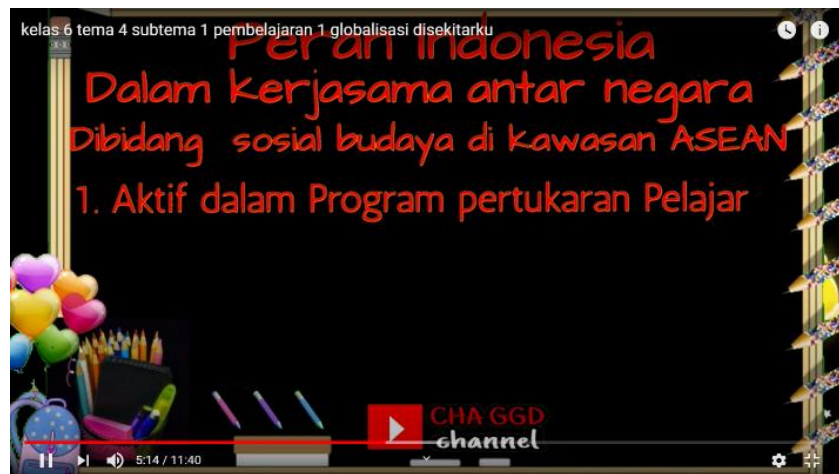 kelas 6 tema 4 subtema 1 pembelajaran 1 globalisasi disekitarku
Peran Indonesia
Dalam kerjasama antar negara
Dibidang sosial budaya di kawasan ASEAN
1. Aktif dalam Program pertukaran Pelajar
CHA GGD
channel
5:14 / 11:40